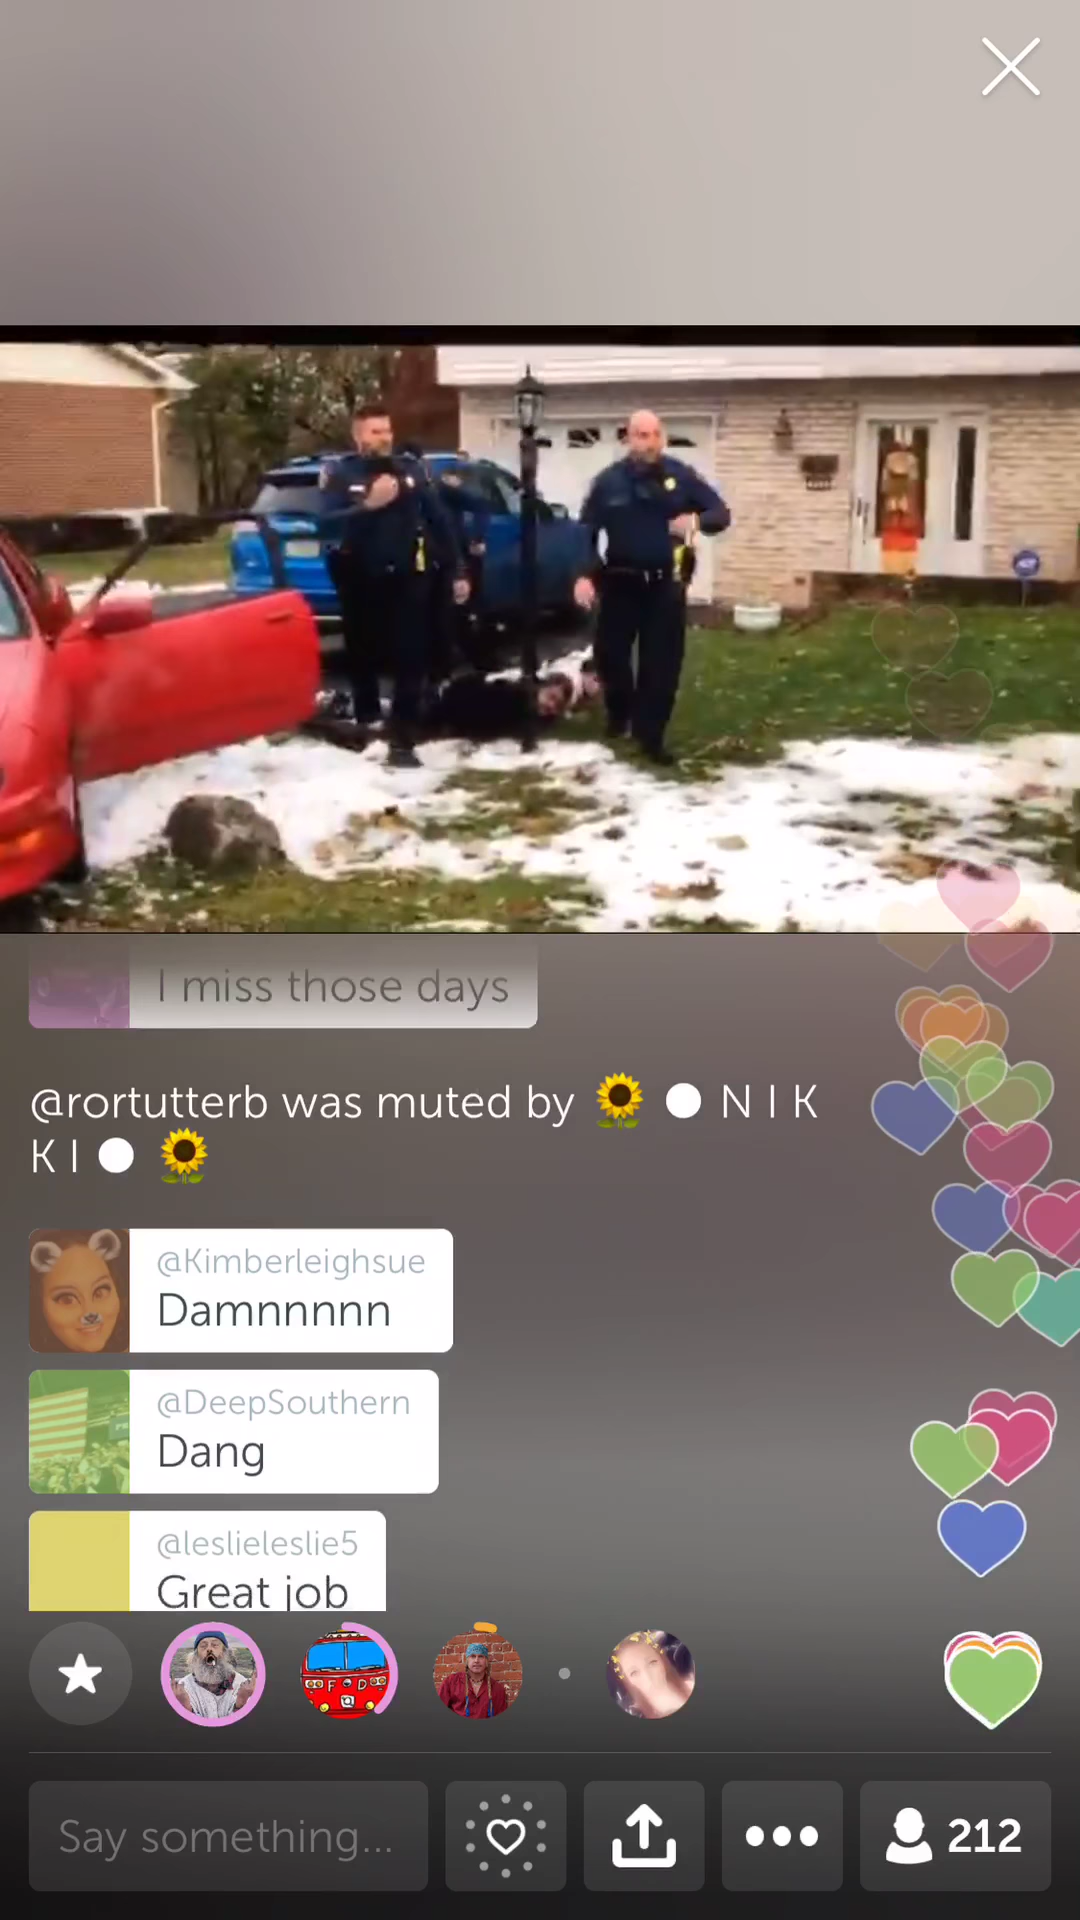 I miss those days
@rortutterb was muted by 🌻 ⚪ N I K
K I ⚪ 🌻
@Kimberleighsue
Damnnnnn
@DeepSouthern
Dang
@leslieleslie5
Great job
F D
Say something...
212